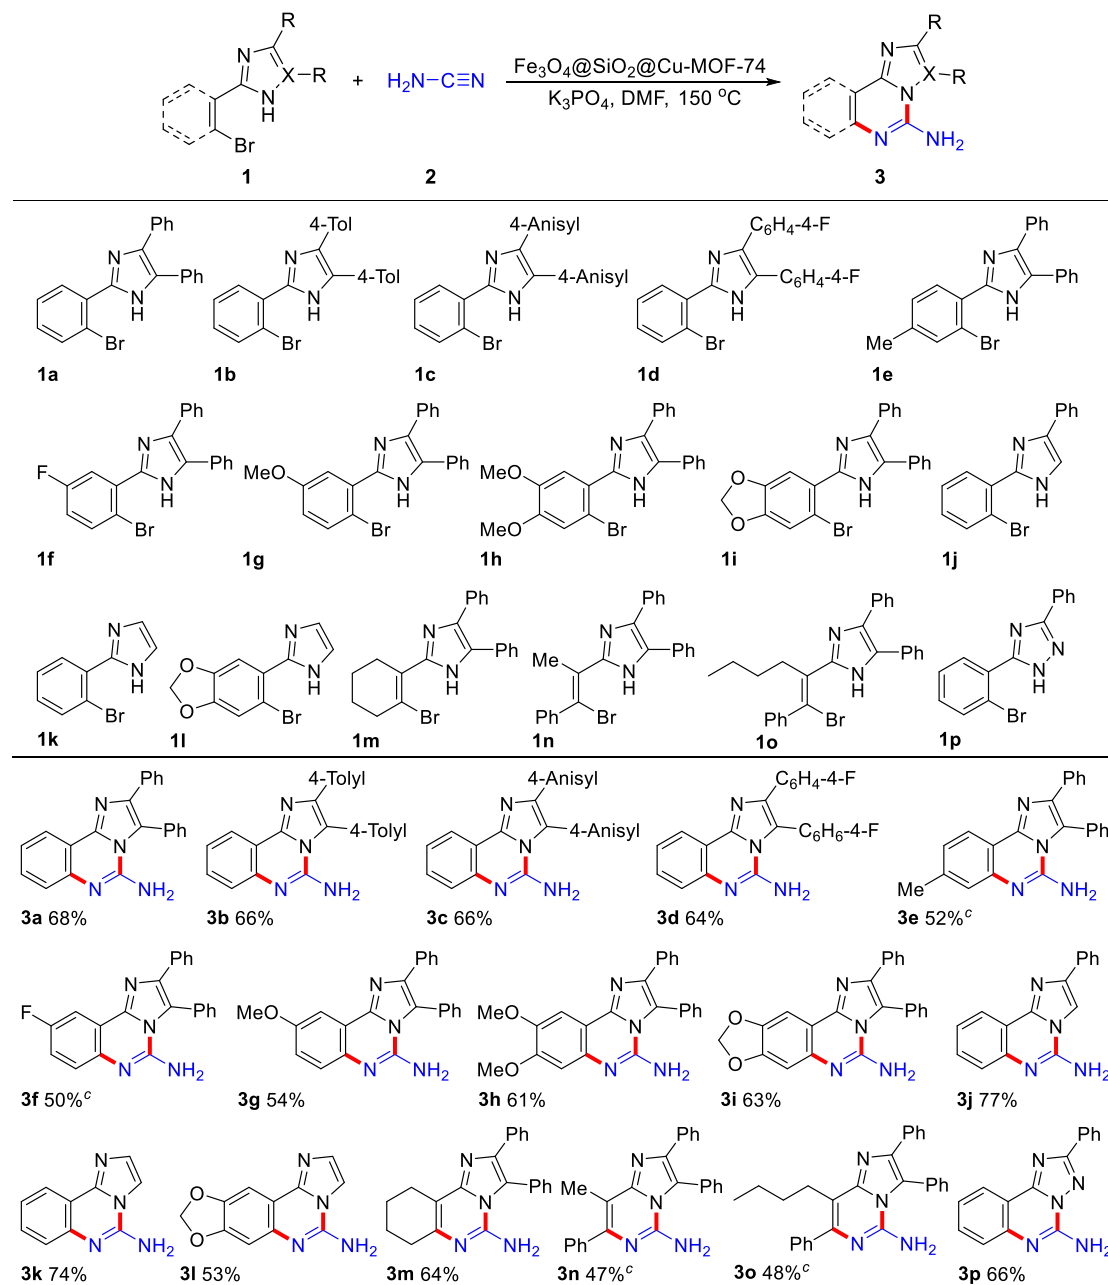 R
N
X–R
N
H
Br
1
+
H2N–C≡N
2
Fe3O4@SiO2@Cu-MOF-74
K3PO4, DMF, 150 oC
R
N
X–R
N
N
NH2
3
Ph
N
Ph
N
H
Br
1a
4-Tol
N
4-Tol
N
H
Br
1b
4-Anisyl
N
4-Anisyl
N
H
Br
1c
C6H4-4-F
N
C6H4-4-F
N
H
Br
1d
Ph
N
Ph
N
H
Me
Br
1e
Ph
N
F
Ph
N
H
Br
1f
Ph
N
MeO
Ph
N
H
Br
1g
Ph
N
MeO
Ph
N
H
MeO
Br
1h
Ph
N
O
Ph
N
H
O
Br
1i
Ph
N
N
H
Br
1j
N
N
H
Br
1k
N
O
N
H
O
Br
1l
Ph
N
Ph
N
H
Br
1m
Ph
N
Me
Ph
N
H
Ph
Br
1n
Ph
N
Ph
N
H
Ph
Br
1o
Ph
N
N
N
H
Br
1p
Ph
N
Ph
N
N
NH2
3a 68%
4-Tolyl
N
4-Tolyl
N
N
NH2
3b 66%
4-Anisyl
N
4-Anisyl
N
N
NH2
3c 66%
C6H4-4-F
N
C6H6-4-F
N
N
NH2
3d 64%
Ph
N
Ph
N
Me
N
NH2
3e 52%c
Ph
N
F
Ph
N
N
NH2
3f 50%c
Ph
N
MeO
Ph
N
N
NH2
3g 54%
Ph
N
MeO
Ph
N
MeO
N
NH2
3h 61%
Ph
N
O
Ph
N
O
N
NH2
3i 63%
Ph
N
N
N
NH2
3j 77%
N
N
N
NH2
3k 74%
N
O
N
O
N
NH2
3l 53%
Ph
N
Ph
N
N
NH2
3m 64%
Ph
N
Me
Ph
N
Ph
N
NH2
3n 47%c
Ph
N
Ph
N
Ph
N
NH2
3o 48%c
Ph
N
N
N
N
NH2
3p 66%